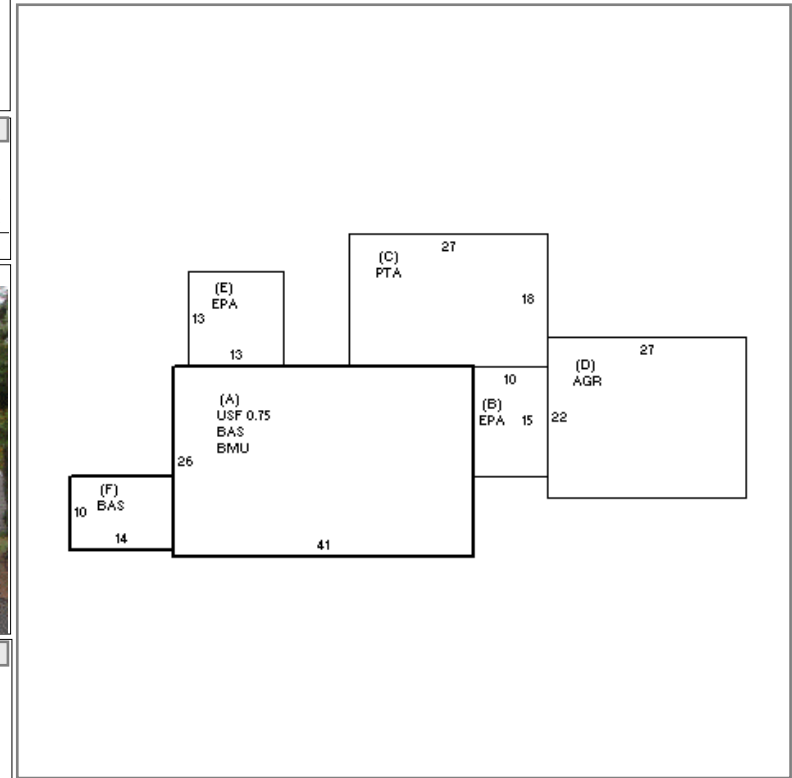 27
(C)
PTA
18
(E)
EPA
13
13
27
(D)
AGR
22
10
(B)
EPA 15
(A)
USF 0.75
BAS
BMU
26
41
(F)
BAS
10
14